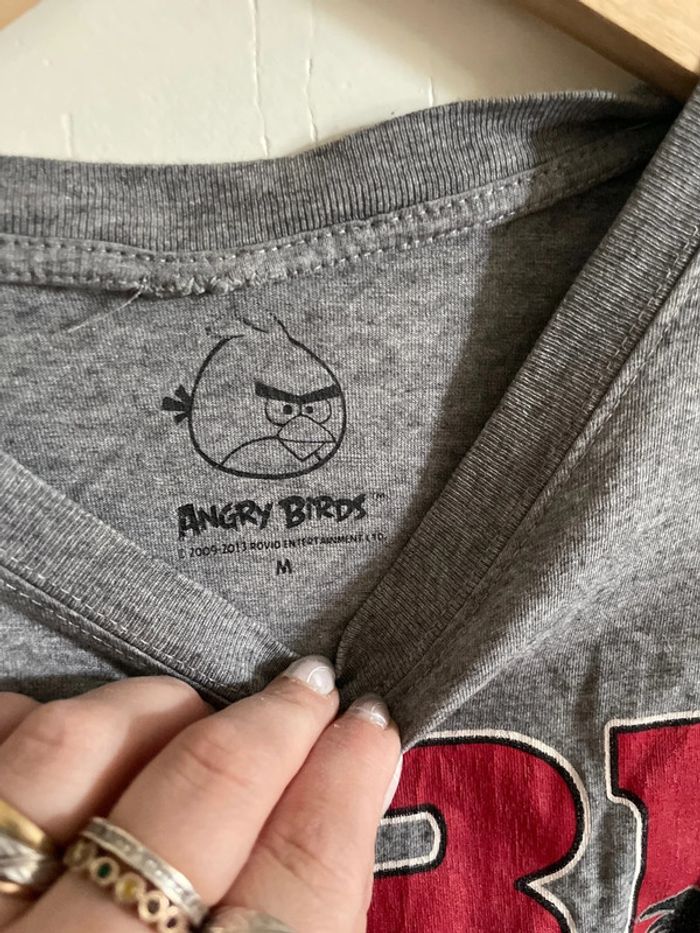 ANGRY BIRDS™
© 2009-2013 ROVIO ENTERTAINMENT LTD.
M